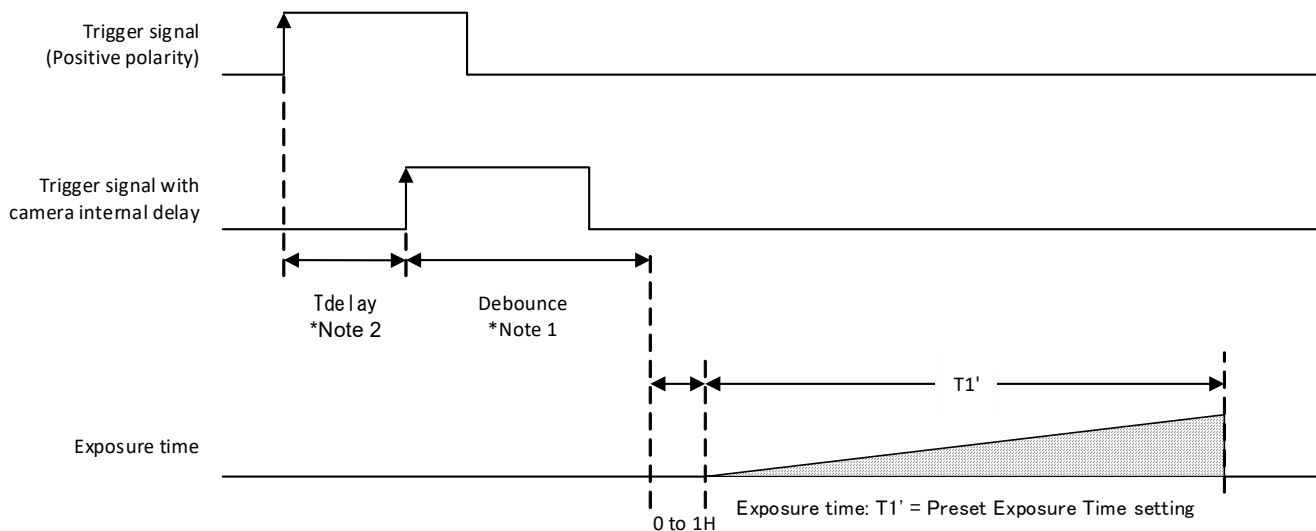 Trigger signal
(Positive polarity)
Trigger signal with
camera internal delay
Tdelay
*Note 2
Debounce
*Note 1
T1'
Exposure time
0 to 1H
Exposure time: T1' = Preset Exposure Time setting